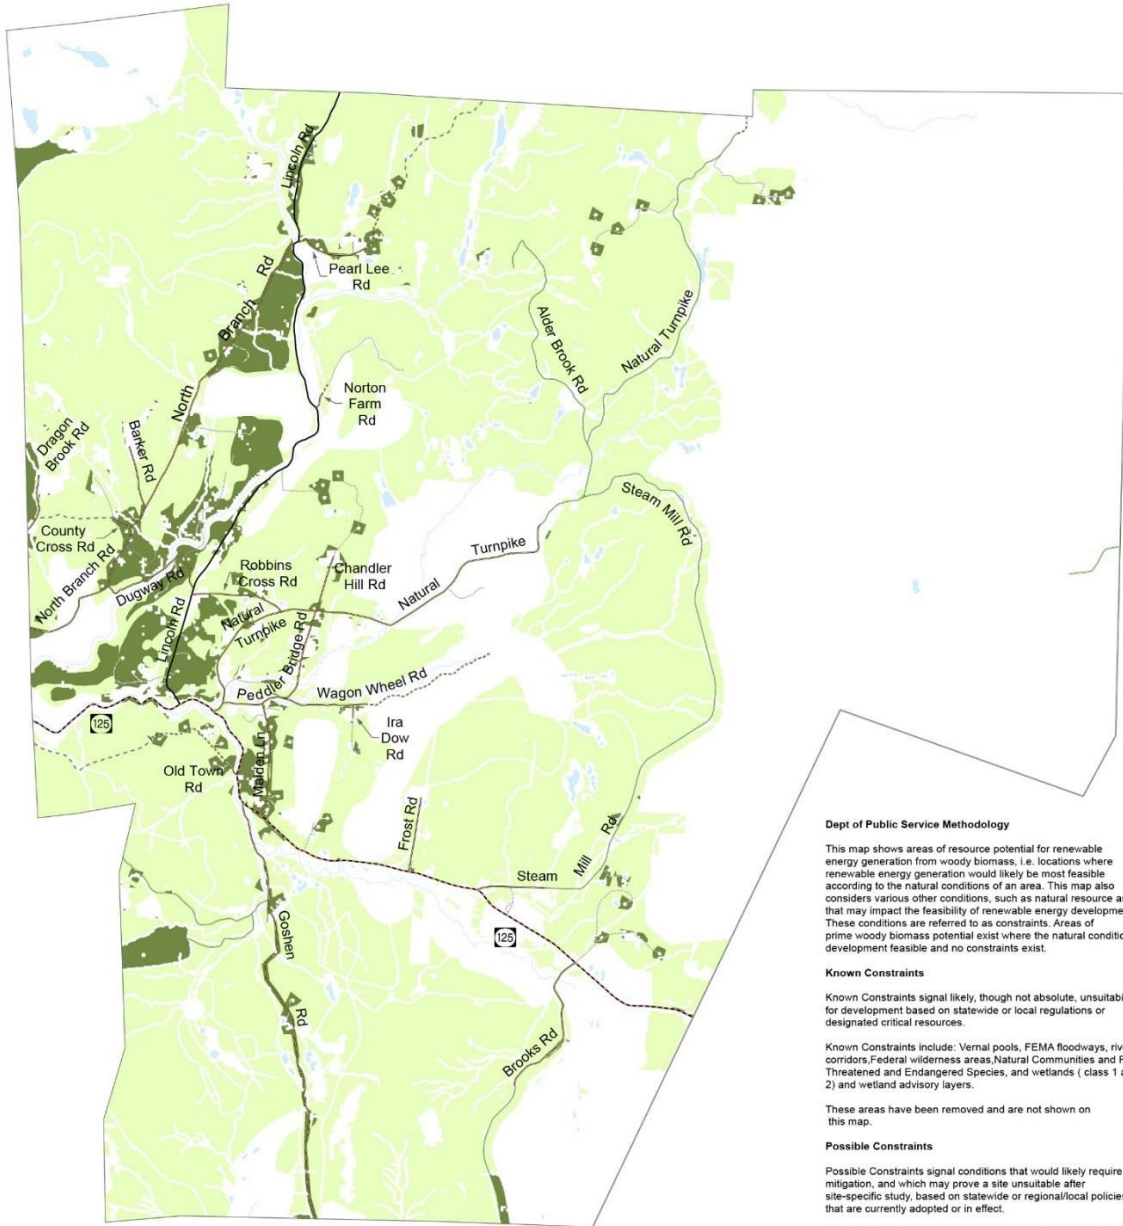 Lincoln Rd
Pearl Lee
Rd
North Branch Rd
Alder Brook Rd
Natural Turnpike
Norton
Farm
Rd
Dragon
Brook Rd
Barker Rd
Steam Mill Rd
County
Cross Rd
North Branch Rd
Dugway Rd
Robbins
Cross Rd
Chandler
Hill Rd
Natural Turnpike
Lincoln Rd
Natural
Turnpike
Peddler Bridge Rd
Wagon Wheel Rd
125
Ira
Dow
Rd
Old Town
Rd
Maiden Ln
Frost Rd
Steam Mill Rd
Goshen Rd
125
Brooks Rd
Dept of Public Service Methodology
This map shows areas of resource potential for renewable
energy generation from woody biomass, i.e. locations where
renewable energy generation would likely be most feasible
according to the natural conditions of an area. This map also
considers various other conditions, such as natural resource
that may impact the feasibility of renewable energy
These conditions are referred to as constraints. Areas of
prime woody biomass potential exist where the natural
development feasible and no constraints exist.
Known Constraints
Known Constraints signal likely, though not absolute,
for development based on statewide or local regulations or
designated critical resources.
Known Constraints include: Vernal pools, FEMA floodways,
corridors,Federal wilderness areas,Natural Communities and
Threatened and Endangered Species, and wetlands ( class 1
2) and wetland advisory layers.
These areas have been removed and are not shown on
this map.
Possible Constraints
Possible Constraints signal conditions that would likely require
mitigation, and which may prove a site unsuitable after
site-specific study, based on statewide or regional/local policies
that are currently adopted or in effect.